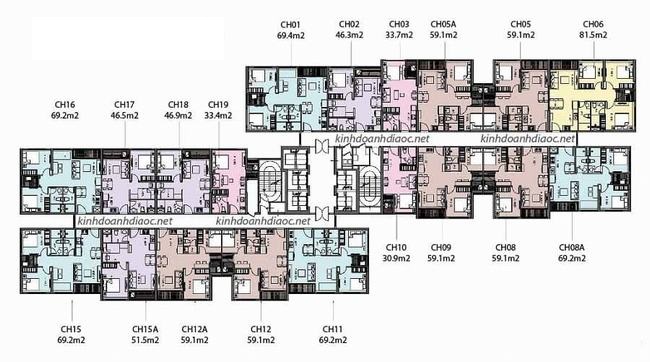 CH01 CH02 CH03 CH05A CH05 CH06
69.4m2 46.3m2 33.7m2 59.1m2 59.1m2 81.5m2
CH16 CH17 CH18 CH19
69.2m2 46.5m2 46.9m2 33.4m2
kinhdoanhdiaoc.net kinhdoanhdiaoc.net
kinhdoanhdiaoc.net kinhdoanhdiaoc.net
CH10 CH09 CH08 CH08A
30.9m2 59.1m2 59.1m2 69.2m2
CH15 CH15A CH12A CH12 CH11
69.2m2 51.5m2 59.1m2 59.1m2 69.2m2